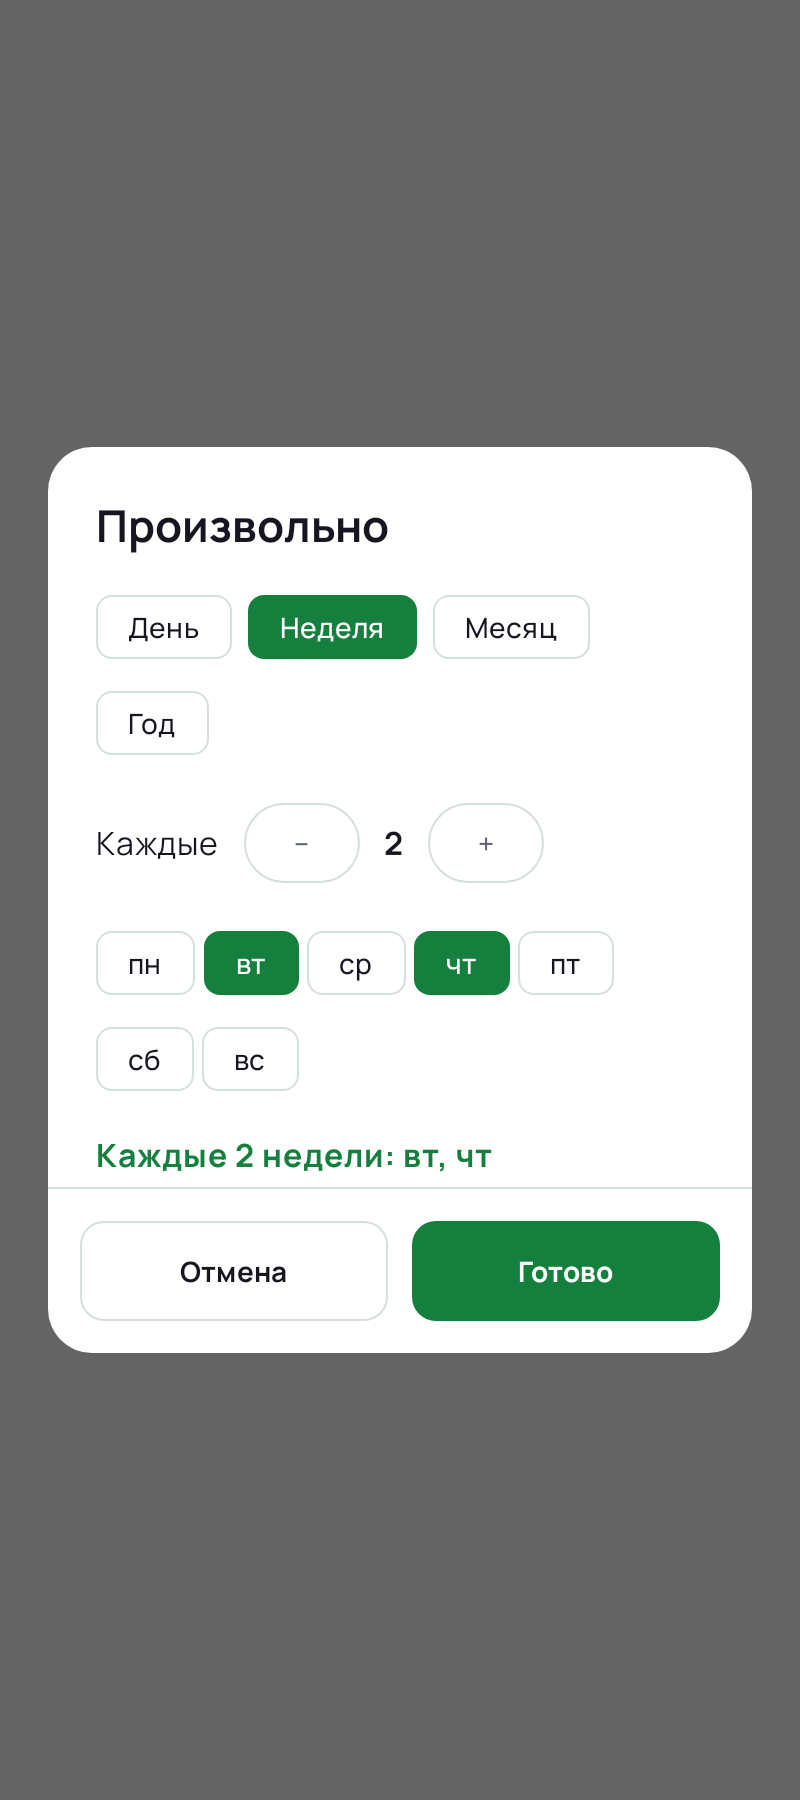 Произвольно
День Неделя Месяц
Год
Каждые − 2 +
пн вт ср чт пт
сб вс
Каждые 2 недели: вт, чт
Отмена Готово